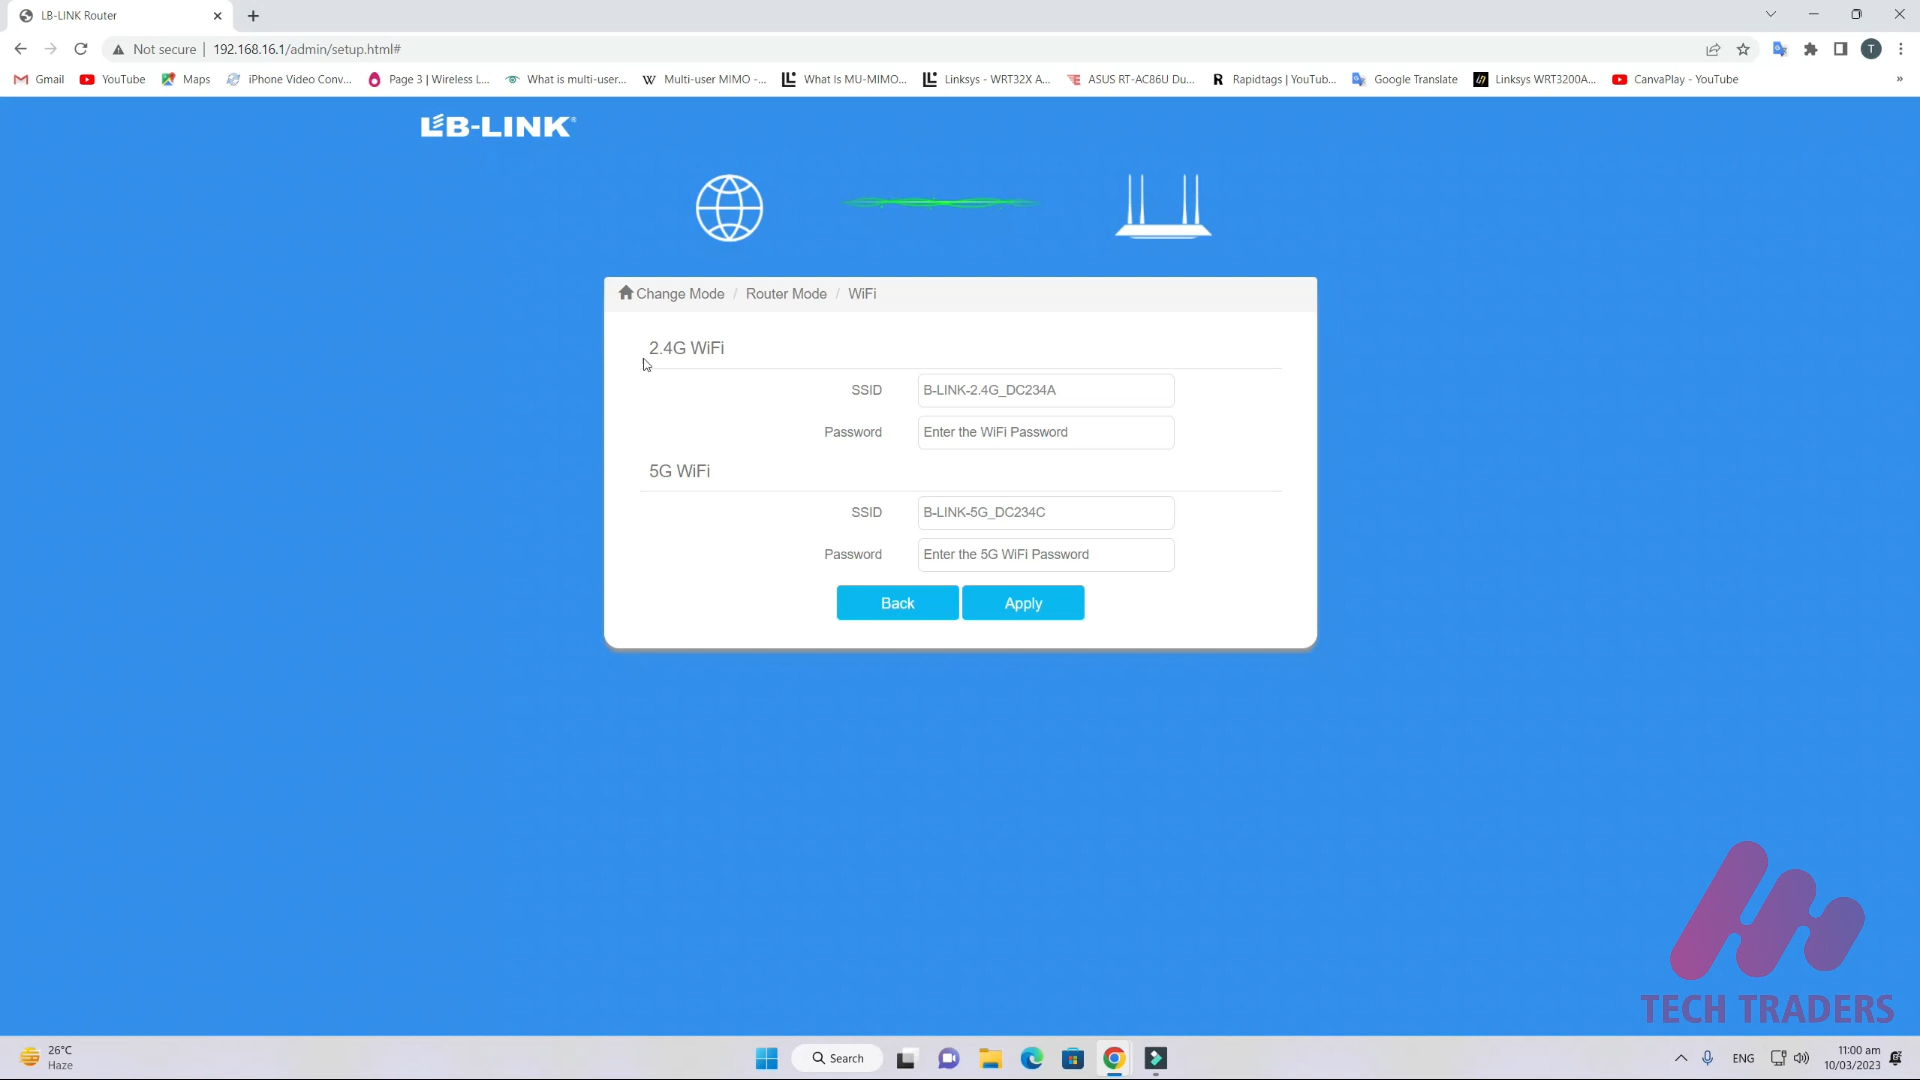 LB-LINK Router
Not secure | 192.168.16.1/admin/setup.html#
T
Gmail YouTube Maps iPhone Video Conv... Page 3 | Wireless L... What is multi-user... Multi-user MIMO -... What Is MU-MIMO... Linksys - WRT32X A... ASUS RT-AC86U Du... Rapidtags | YouTub... Google Translate Linksys WRT3200A... CanvaPlay - YouTube »
LB-LINK®
Change Mode / Router Mode / WiFi
2.4G WiFi
SSID B-LINK-2.4G_DC234A
Password Enter the WiFi Password
5G WiFi
SSID B-LINK-5G_DC234C
Password Enter the 5G WiFi Password
Back Apply
TECH TRADERS
26°C
Haze
Search
ENG
11:00 am
10/03/2023